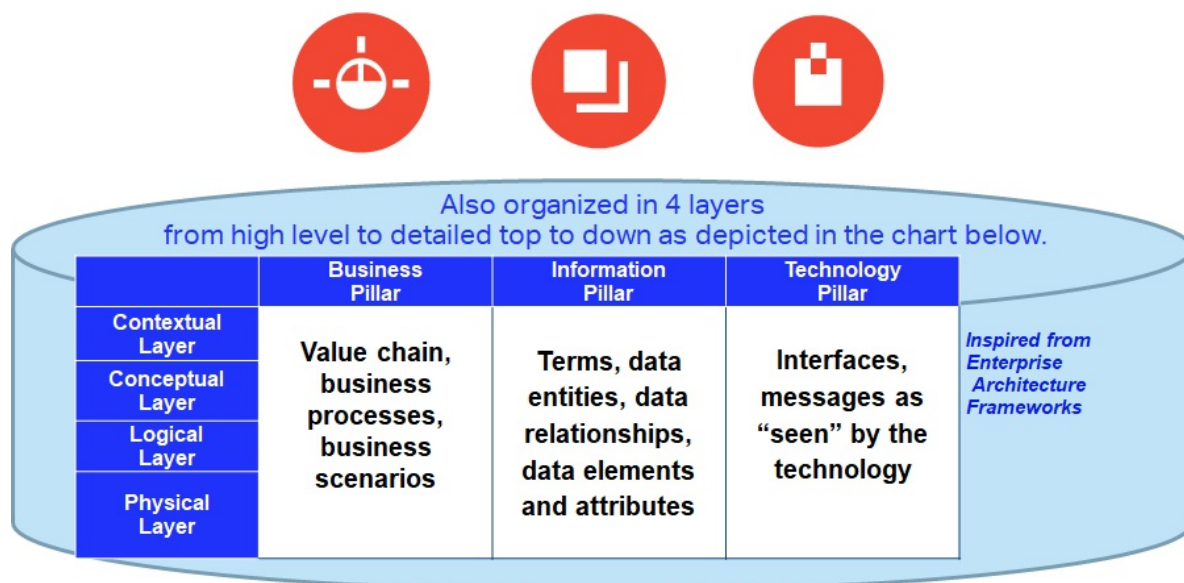 Also organized in 4 layers
from high level to detailed top to down as depicted in the chart below.
Business
Pillar
Information
Pillar
Technology
Pillar
Contextual
Layer
Conceptual
Layer
Logical
Layer
Physical
Layer
Value chain,
business
processes,
business
scenarios
Terms, data
entities, data
relationships,
data elements
and attributes
Interfaces,
messages as
“seen” by the
technology
Inspired from
Enterprise
Architecture
Frameworks